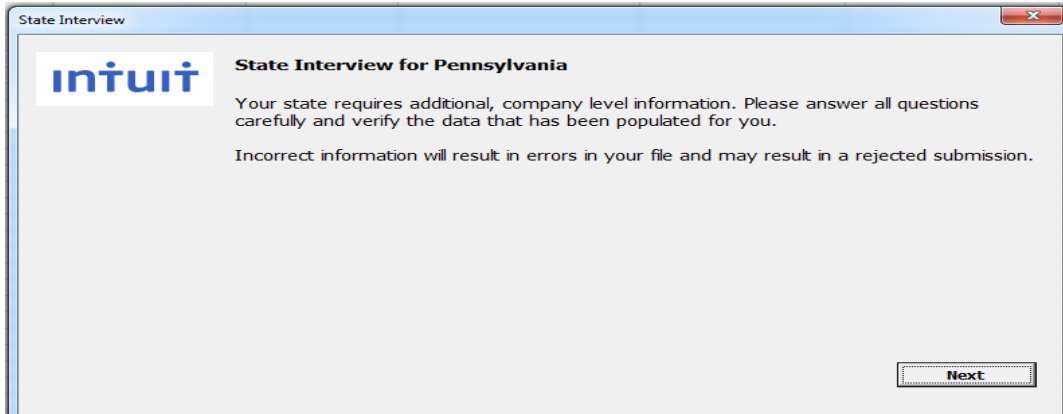 State Interview
intuit
State Interview for Pennsylvania
Your state requires additional, company level information. Please answer all questions
carefully and verify the data that has been populated for you.
Incorrect information will result in errors in your file and may result in a rejected submission.
Next